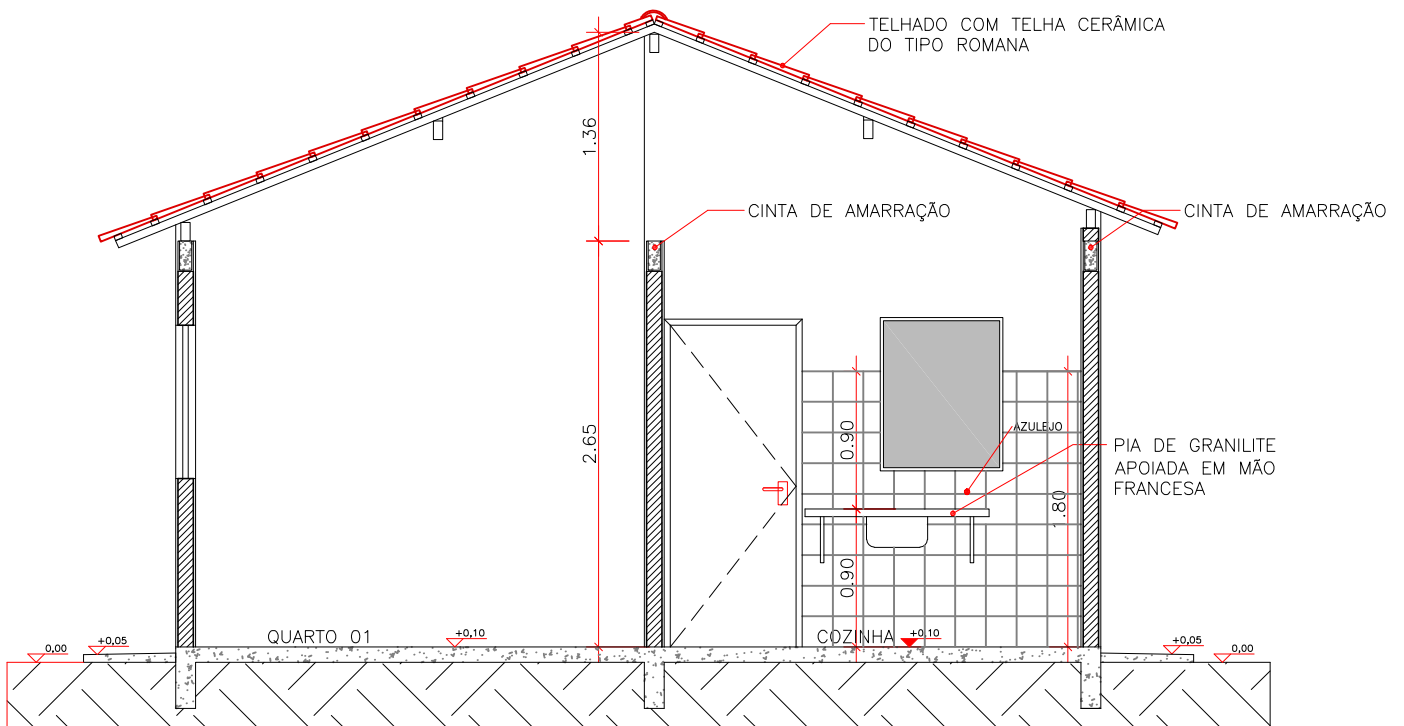 TELHADO COM TELHA CERÂMICA
DO TIPO ROMANA
1.36
CINTA DE AMARRAÇÃO
CINTA DE AMARRAÇÃO
2.65
0.90
AZULEJO
PIA DE GRANILITE
APOIADA EM MÃO
FRANCESA
1.80
0.90
QUARTO 01
+0,10
COZINHA
+0,10
0,00
+0,05
+0,05
0,00